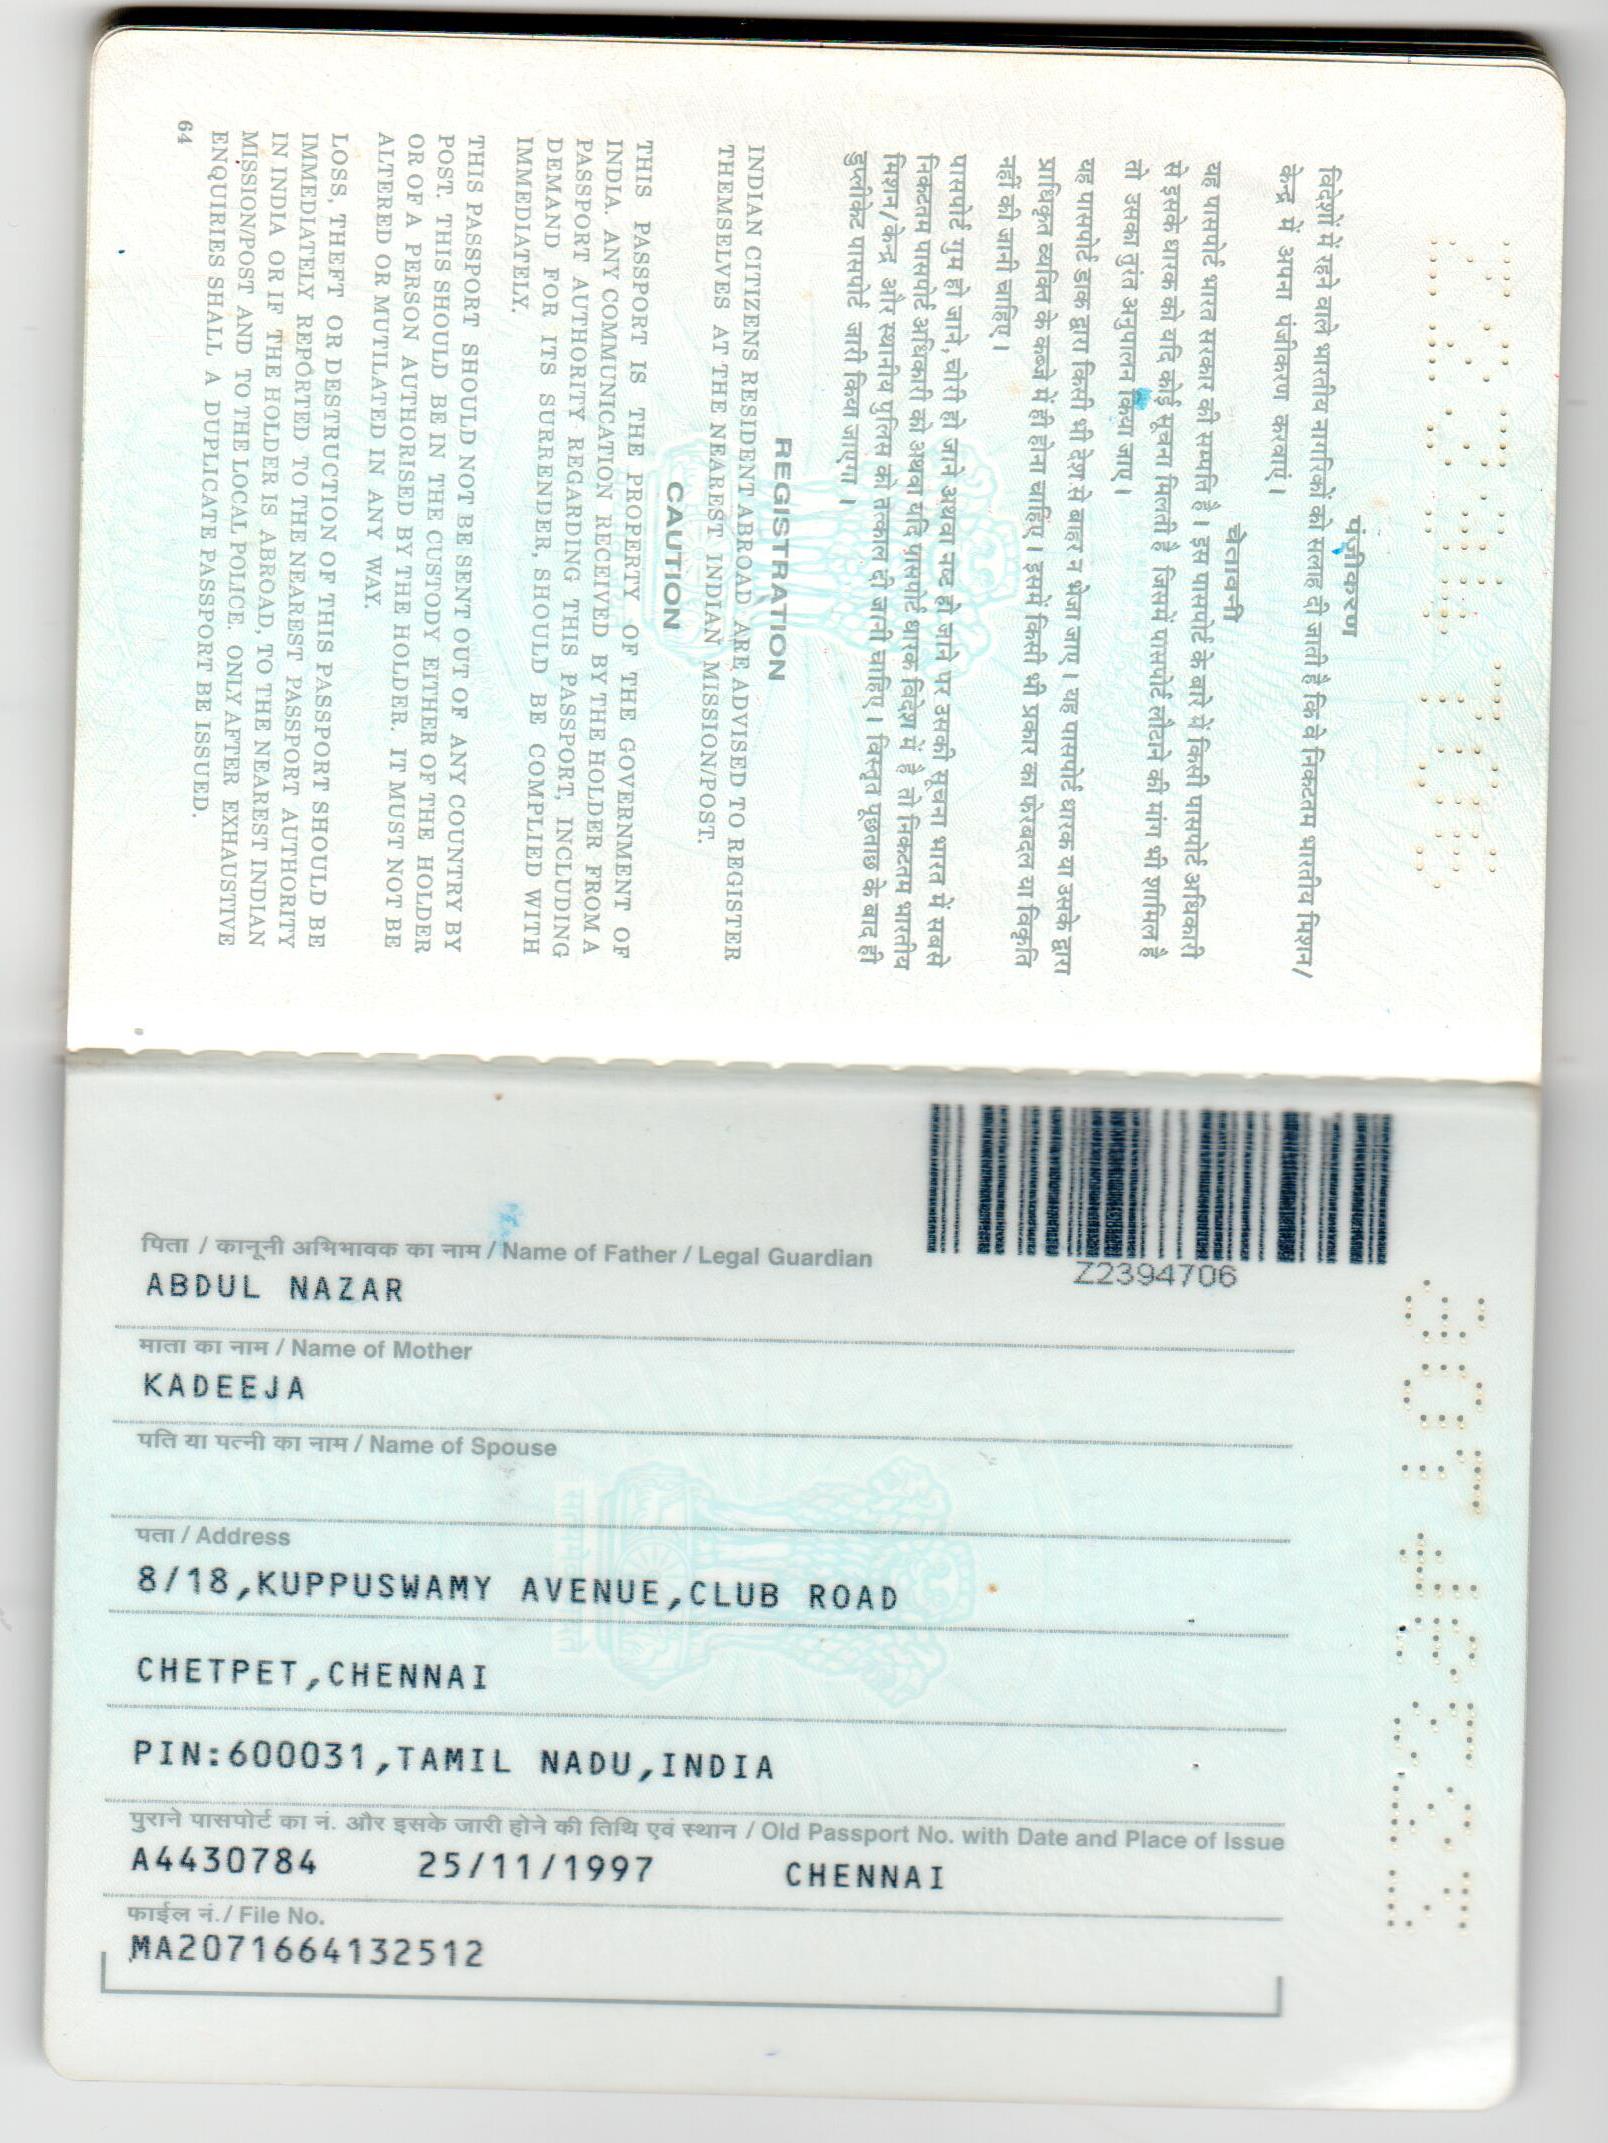 पंजीकरण
विदेशों में रहने वाले भारतीय नागरिकों को सलाह दी जाती है कि वे निकटतम भारतीय मिशन/
केन्द्र में अपना पंजीकरण करवाएं।
चेतावनी
यह पासपोर्ट भारत सरकार की सम्पत्ति है। इस पासपोर्ट के बारे में किसी पासपोर्ट अधिकारी
से इसके धारक को यदि कोई सूचना मिलती है जिसमें पासपोर्ट लौटाने की मांग भी शामिल है
तो उसका तुरंत अनुपालन किया जाए।
यह पासपोर्ट डाक द्वारा किसी भी देश से बाहर न भेजा जाए। यह पासपोर्ट धारक या उसके द्वारा
प्राधिकृत व्यक्ति के कब्जे में ही होना चाहिए। इसमें किसी भी प्रकार का फेरबदल या विकृति
नहीं की जानी चाहिए।
पासपोर्ट गुम हो जाने, चोरी हो जाने अथवा नष्ट हो जाने पर उसकी सूचना भारत में सबसे
निकटतम पासपोर्ट अधिकारी को अथवा यदि पासपोर्ट धारक विदेश में है तो निकटतम भारतीय
मिशन/केन्द्र और स्थानीय पुलिस को तत्काल दी जानी चाहिए। विस्तृत पूछताछ के बाद ही
डुप्लीकेट पासपोर्ट जारी किया जाएगा।
REGISTRATION
INDIAN CITIZENS RESIDENT ABROAD ARE ADVISED TO REGISTER
THEMSELVES AT THE NEAREST INDIAN MISSION/POST.
CAUTION
THIS PASSPORT IS THE PROPERTY OF THE GOVERNMENT OF
INDIA. ANY COMMUNICATION RECEIVED BY THE HOLDER FROM A
PASSPORT AUTHORITY REGARDING THIS PASSPORT, INCLUDING
DEMAND FOR ITS SURRENDER, SHOULD BE COMPLIED WITH
IMMEDIATELY.
THIS PASSPORT SHOULD NOT BE SENT OUT OF ANY COUNTRY BY
POST. THIS SHOULD BE IN THE CUSTODY EITHER OF THE HOLDER
OR OF A PERSON AUTHORISED BY THE HOLDER. IT MUST NOT BE
ALTERED OR MUTILATED IN ANY WAY.
LOSS, THEFT OR DESTRUCTION OF THIS PASSPORT SHOULD BE
IMMEDIATELY REPORTED TO THE NEAREST PASSPORT AUTHORITY
IN INDIA OR IF THE HOLDER IS ABROAD, TO THE NEAREST INDIAN
MISSION/POST AND TO THE LOCAL POLICE. ONLY AFTER EXHAUSTIVE
ENQUIRIES SHALL A DUPLICATE PASSPORT BE ISSUED.
64
Z2394706
पिता / कानूनी अभिभावक का नाम / Name of Father / Legal Guardian
ABDUL NAZAR
माता का नाम / Name of Mother
KADEEJA
पति या पत्नी का नाम / Name of Spouse
पता / Address
8/18,KUPPUSWAMY AVENUE,CLUB ROAD
CHETPET,CHENNAI
PIN:600031,TAMIL NADU,INDIA
पुराने पासपोर्ट का नं. और इसके जारी होने की तिथि एवं स्थान / Old Passport No. with Date and Place of Issue
A4430784 25/11/1997 CHENNAI
फाईल नं./ File No.
MA2071664132512